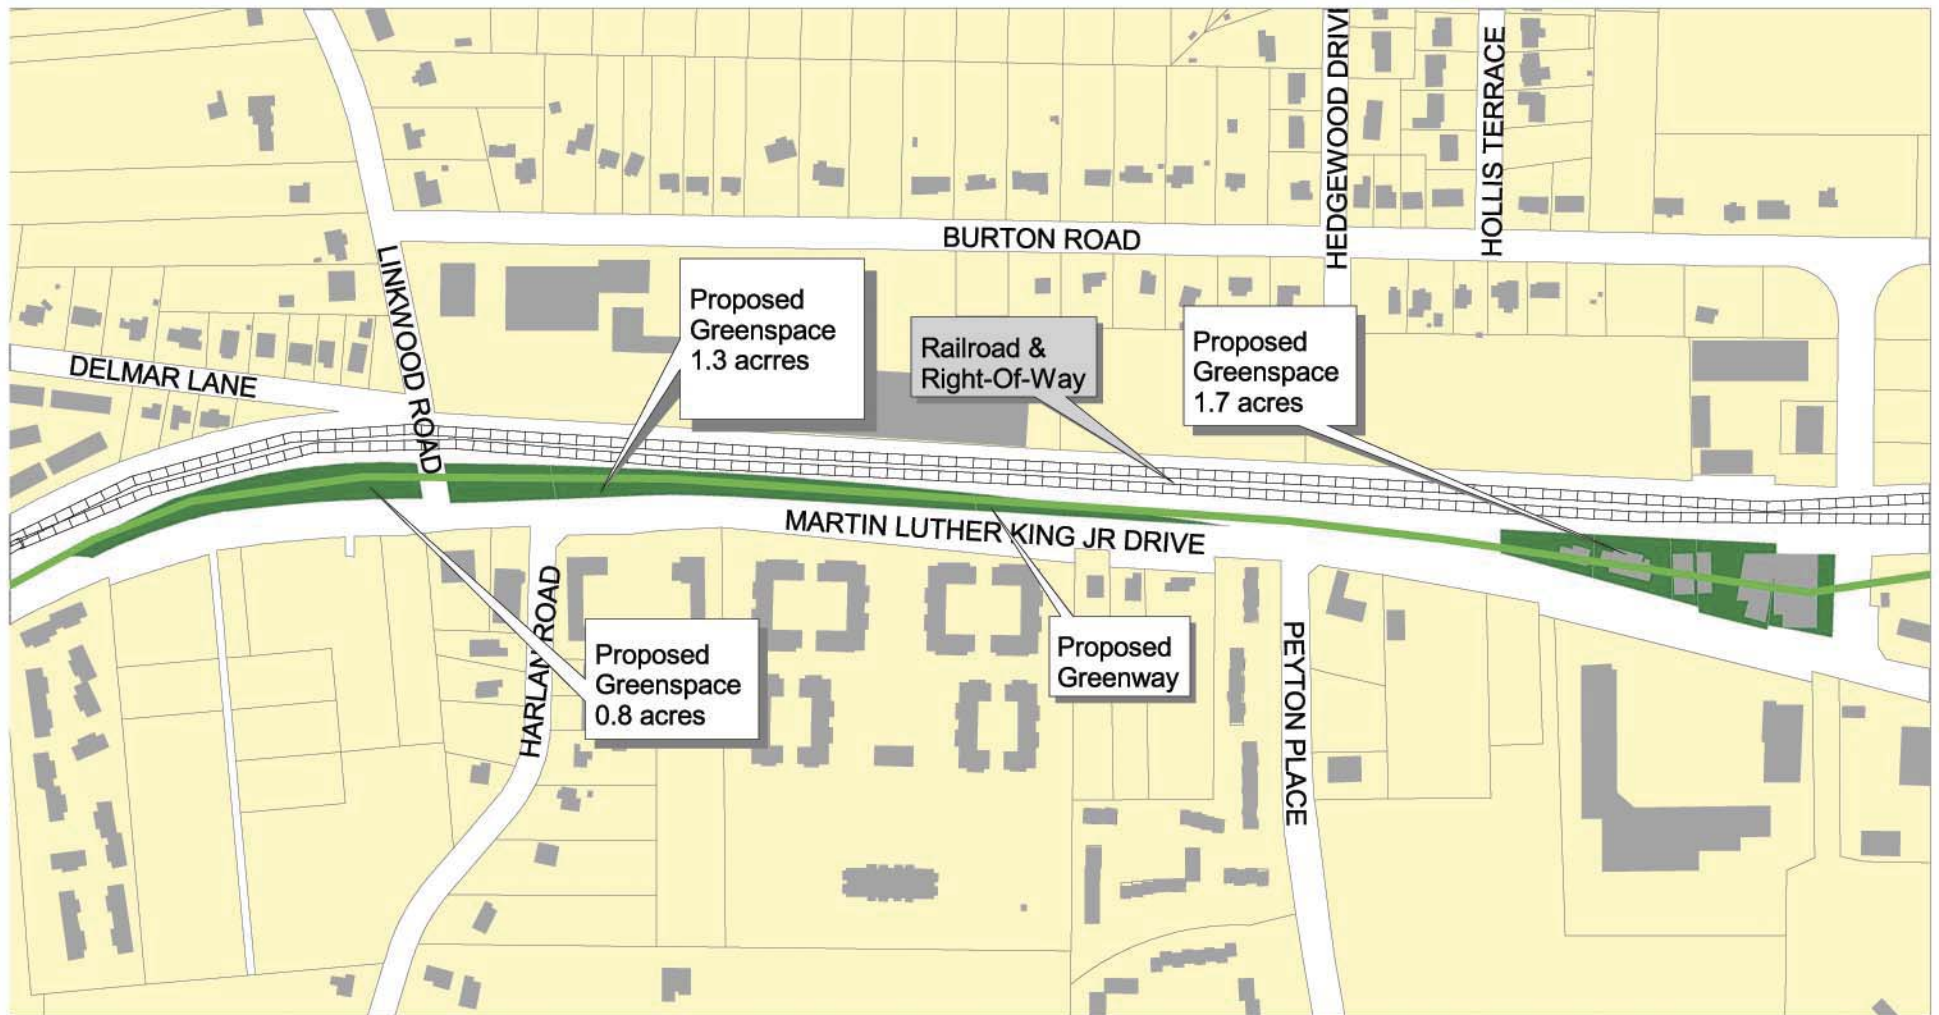 HEDGEWOOD DRIVE
HOLLIS TERRACE
BURTON ROAD
LINKWOOD ROAD
DELMAR LANE
Proposed
Greenspace
1.3 acrres
Railroad &
Right-Of-Way
Proposed
Greenspace
1.7 acres
MARTIN LUTHER KING JR DRIVE
HARLAN ROAD
Proposed
Greenspace
0.8 acres
Proposed
Greenway
PEYTON PLACE